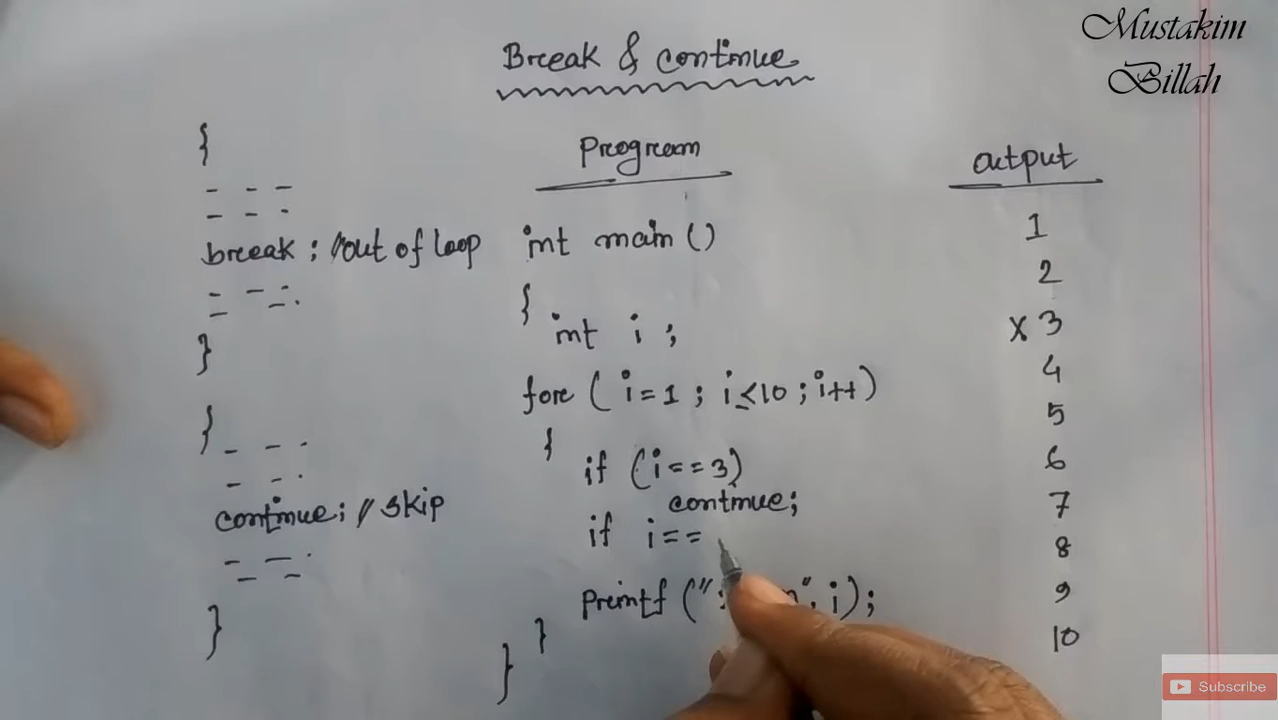 Mustakim
Billah
Break & continue
{
break ; //out of loop
}
{
continue; // skip
}
Program
int main ()
{
int i ;
for ( i=1 ; i≤10 ; i++)
{
if (i==3)
continue;
if i==
printf (" ", i);
}
}
output
1
2
x 3
4
5
6
7
8
9
10
Subscribe